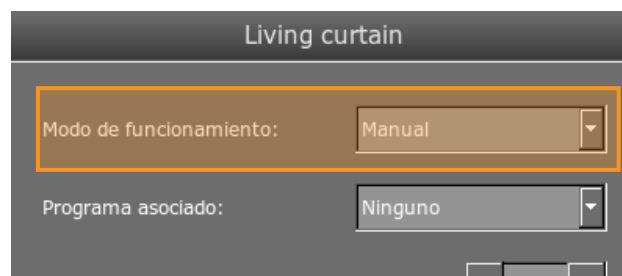 Living curtain
Modo de funcionamiento: Manual
Programa asociado: Ninguno